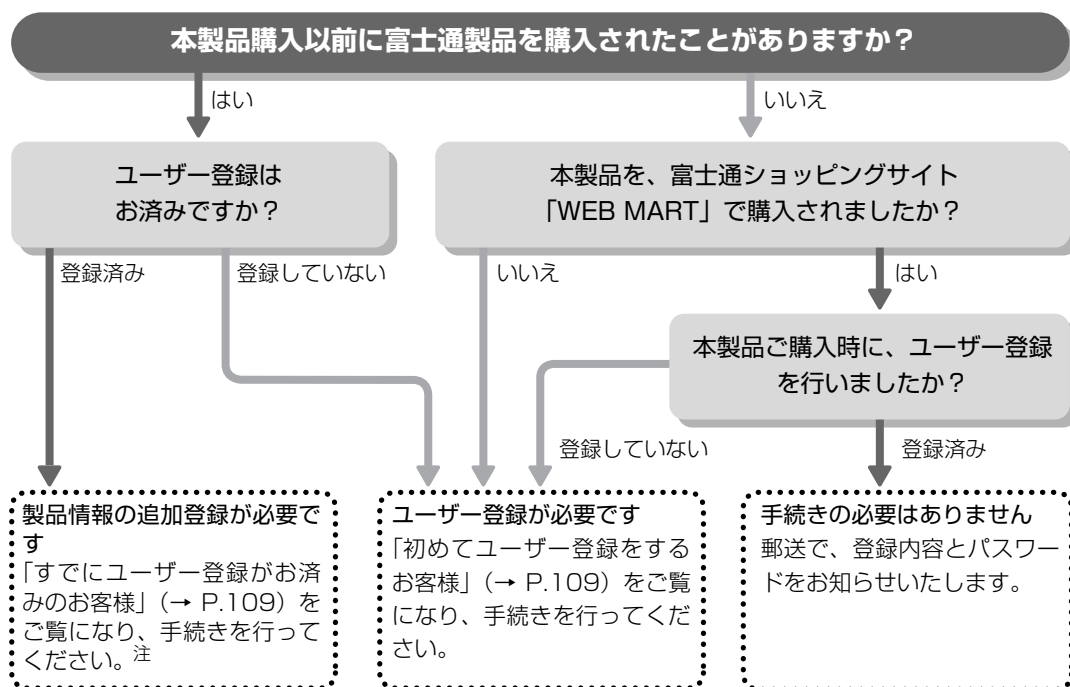 本製品購入以前に富士通製品を購入されたことがありますか？
はい
いいえ
ユーザー登録は
お済みですか？
本製品を、富士通ショッピングサイト
「WEB MART」で購入されましたか？
登録済み
登録していない
いいえ
はい
本製品ご購入時に、ユーザー登録
を行いましたか？
登録していない
登録済み
製品情報の追加登録が必要で
す
「すでにユーザー登録がお済
みのお客様」（→ P.109）を
ご覧になり、手続きを行って
ください。注
ユーザー登録が必要です
「初めてユーザー登録をする
お客様」（→ P.109）をご覧
になり、手続きを行ってくだ
さい。
手続きの必要はありません
郵送で、登録内容とパスワー
ドをお知らせいたします。